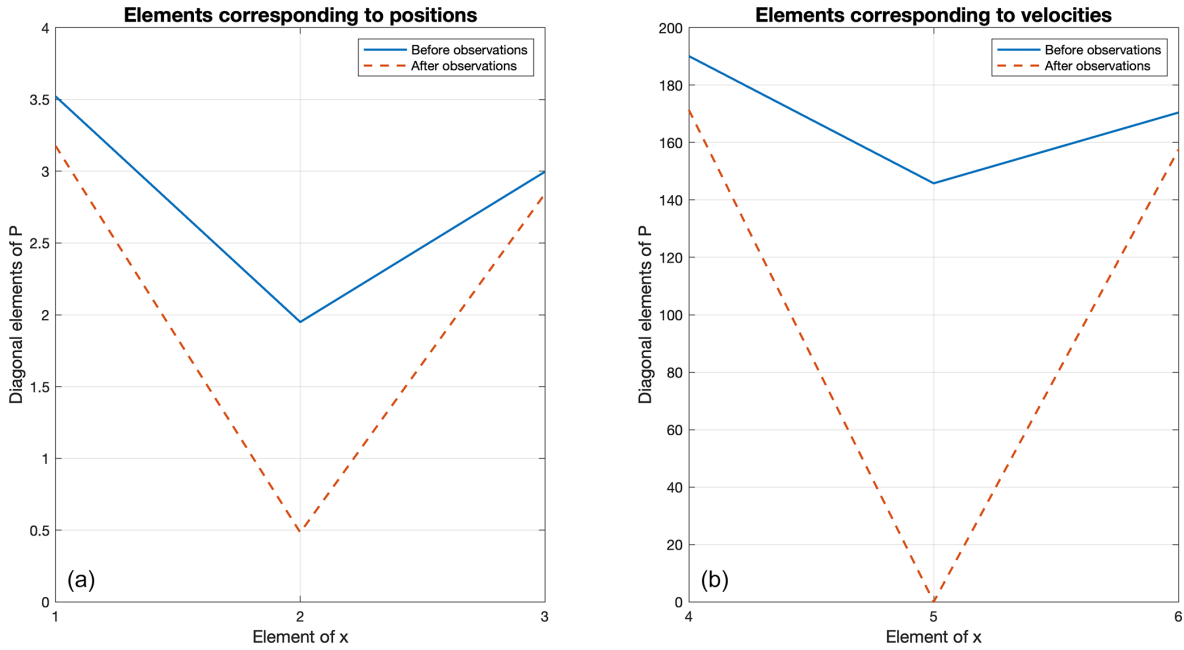 Elements corresponding to positions
4
3.5
3
2.5
2
1.5
1
0.5
0
Diagonal elements of P
Before observations
After observations
(a)
1
2
3
Element of x
Elements corresponding to velocities
200
180
160
140
120
100
80
60
40
20
0
Diagonal elements of P
Before observations
After observations
(b)
4
5
6
Element of x